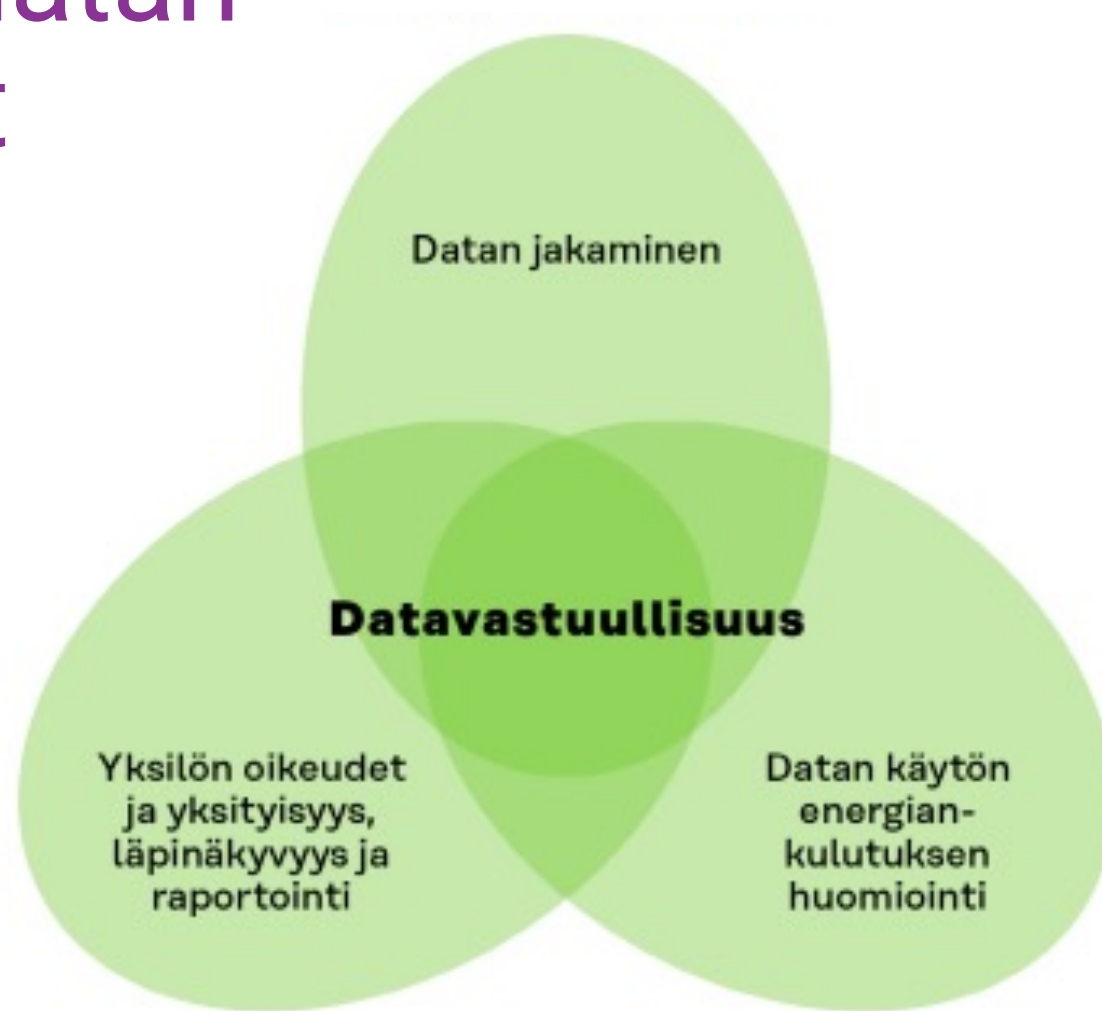 Datan jakaminen
Datavastuullisuus
Yksilön oikeudet
ja yksityisyys,
läpinäkyvyys ja
raportointi
Datan käytön
energian-
kulutuksen
huomiointi